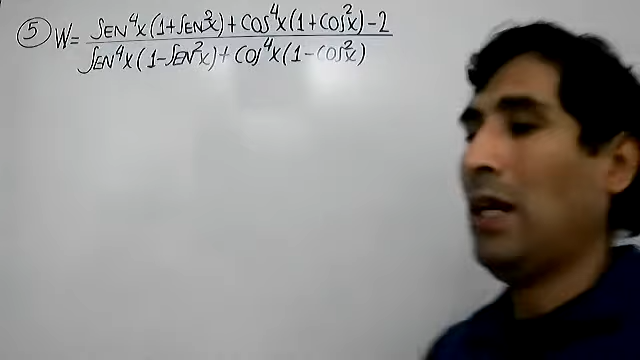 ⑤ W= SEN⁴x(1+SEN²x)+COS⁴x(1+COS²x)-2
SEN⁴x(1-SEN²x)+COS⁴x(1-COS²x)